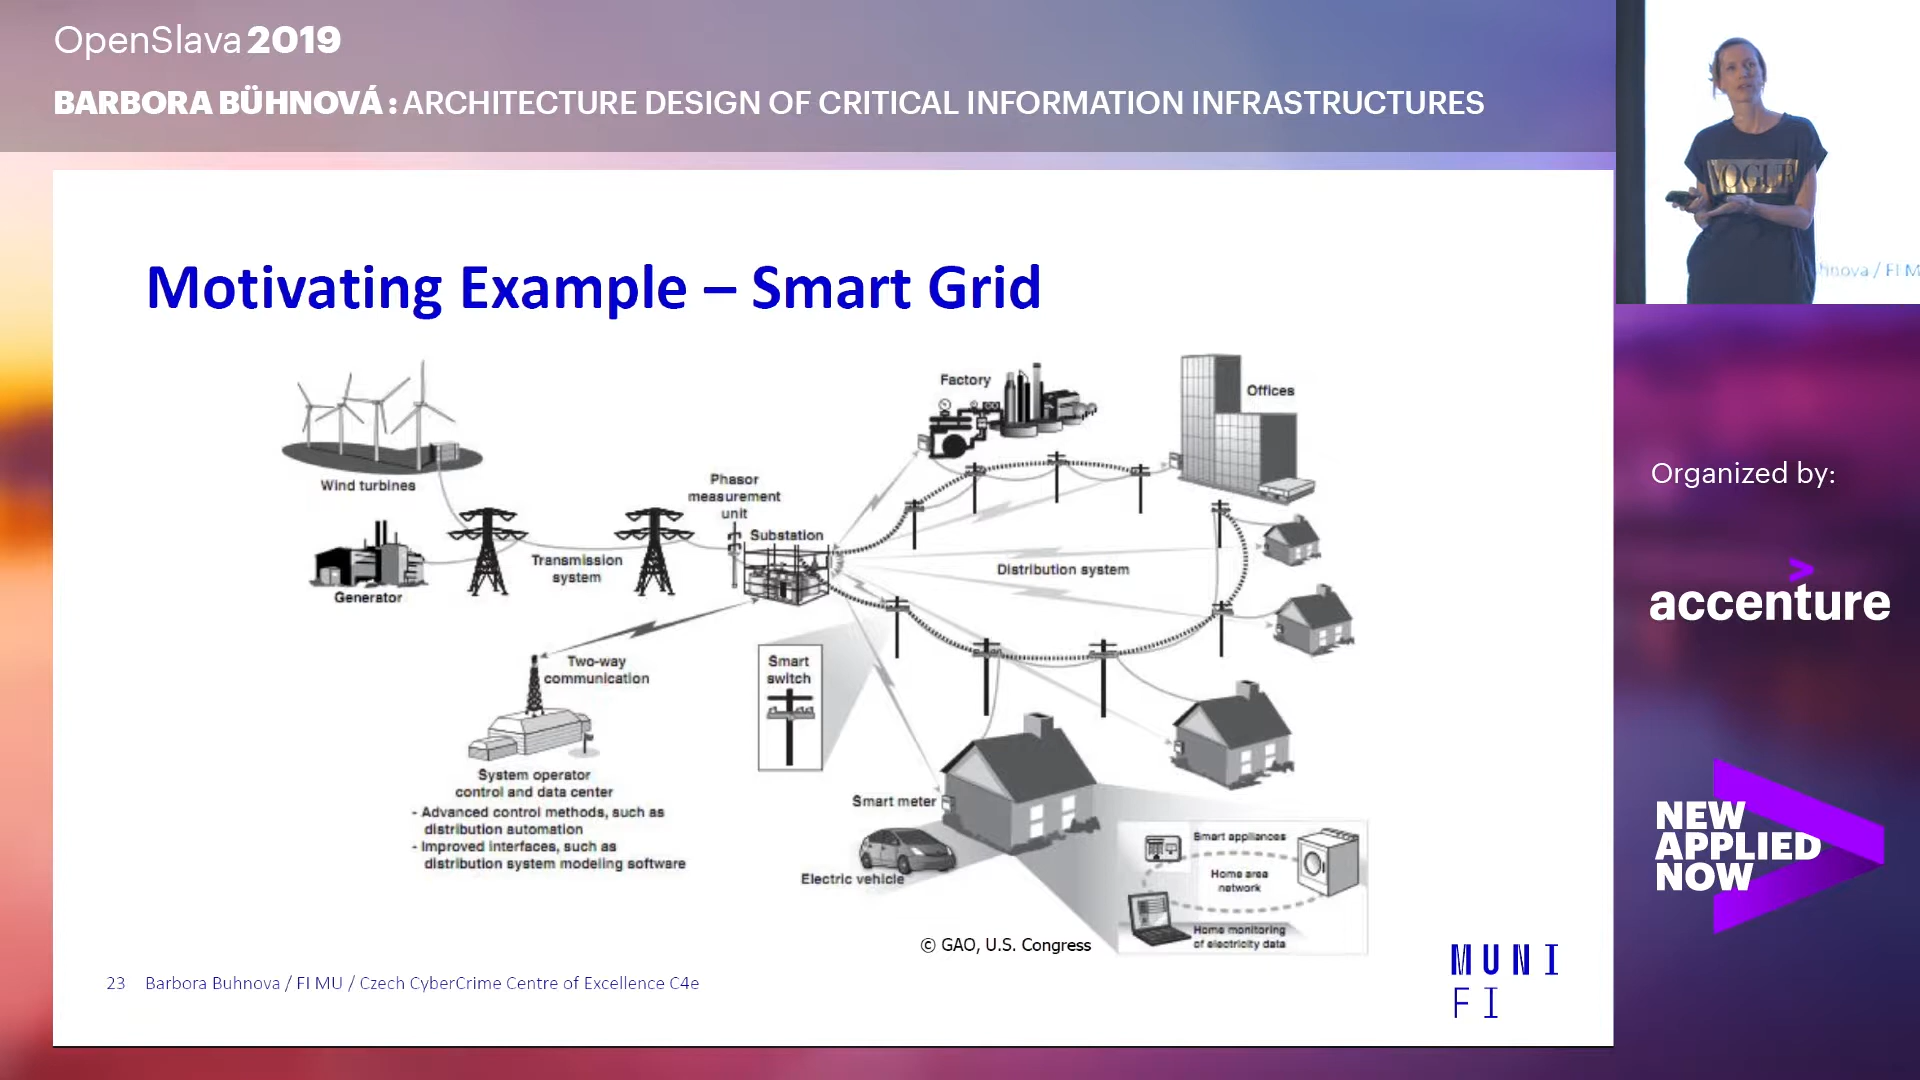 OpenSlava 2019
BARBORA BÜHNOVÁ : ARCHITECTURE DESIGN OF CRITICAL INFORMATION INFRASTRUCTURES
VOGUE
hnova / FI M
Motivating Example – Smart Grid
Wind turbines
Generator
Transmission
system
Phasor
measurement
unit
Substation
Factory
Offices
Distribution system
Two-way
communication
Smart
switch
System operator
control and data center
- Advanced control methods, such as
distribution automation
- Improved interfaces, such as
distribution system modeling software
Smart meter
Electric vehicle
Smart appliances
Home area
network
Home monitoring
of electricity data
© GAO, U.S. Congress
23 Barbora Buhnova / FI MU / Czech CyberCrime Centre of Excellence C4e
MUNI
FI
Organized by:
accenture
NEW
APPLIED
NOW